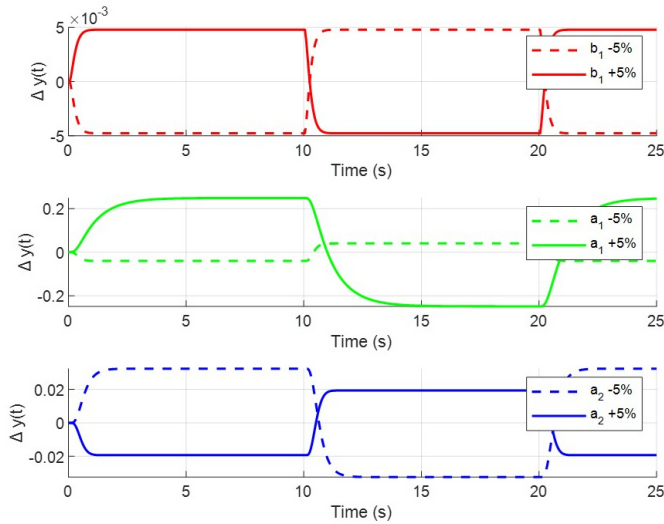 5 ×10⁻³
0
-5
Δ y(t)
b₁ -5%
b₁ +5%
0 5 10 15 20 25
Time (s)
0.2
0
-0.2
Δ y(t)
a₁ -5%
a₁ +5%
0 5 10 15 20 25
Time (s)
0.02
0
-0.02
Δ y(t)
a₂ -5%
a₂ +5%
0 5 10 15 20 25
Time (s)